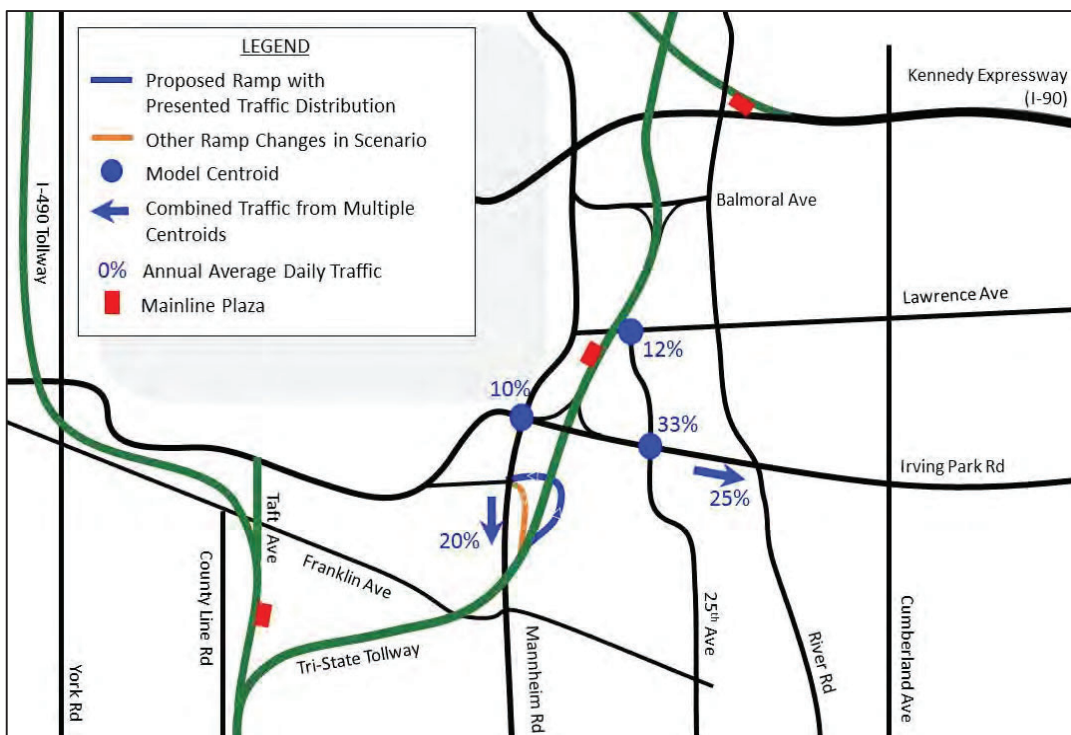 LEGEND
Proposed Ramp with
Presented Traffic Distribution
Other Ramp Changes in Scenario
Model Centroid
Combined Traffic from Multiple
Centroids
0% Annual Average Daily Traffic
Mainline Plaza
Kennedy Expressway
(I-90)
I-490 Tollway
Balmoral Ave
Lawrence Ave
12%
10%
33%
Irving Park Rd
25%
20%
Taft Ave
Franklin Ave
County Line Rd
Tri-State Tollway
York Rd
Mannheim Rd
25th Ave
River Rd
Cumberland Ave